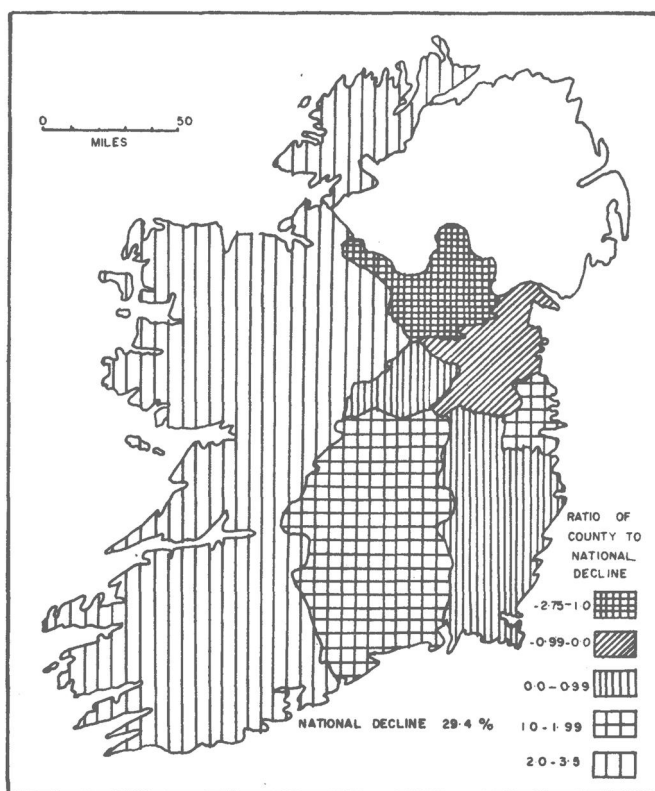 0 50
MILES
RATIO OF
COUNTY TO
NATIONAL
DECLINE
-2·75-1·0
-0·99-0·0
0·0-0·99
NATIONAL DECLINE 29·4 %
1·0-1·99
2·0-3·5